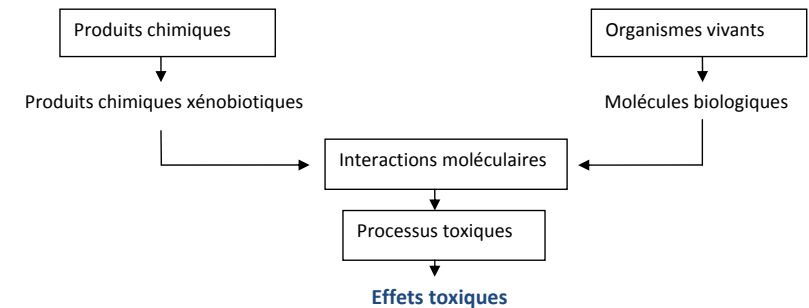 Produits chimiques
Organismes vivants
Produits chimiques xénobiotiques
Molécules biologiques
Interactions moléculaires
Processus toxiques
Effets toxiques